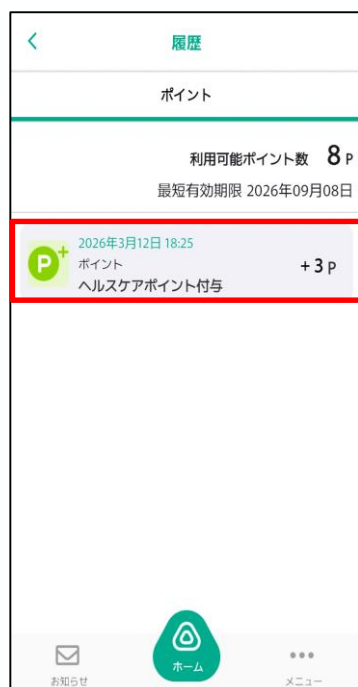 履歴
ポイント
利用可能ポイント数 8 P
最短有効期限 2026年09月08日
2026年3月12日 18:25
P+
ポイント
+3 P
ヘルスケアポイント付与
お知らせ
ホーム
メニュー